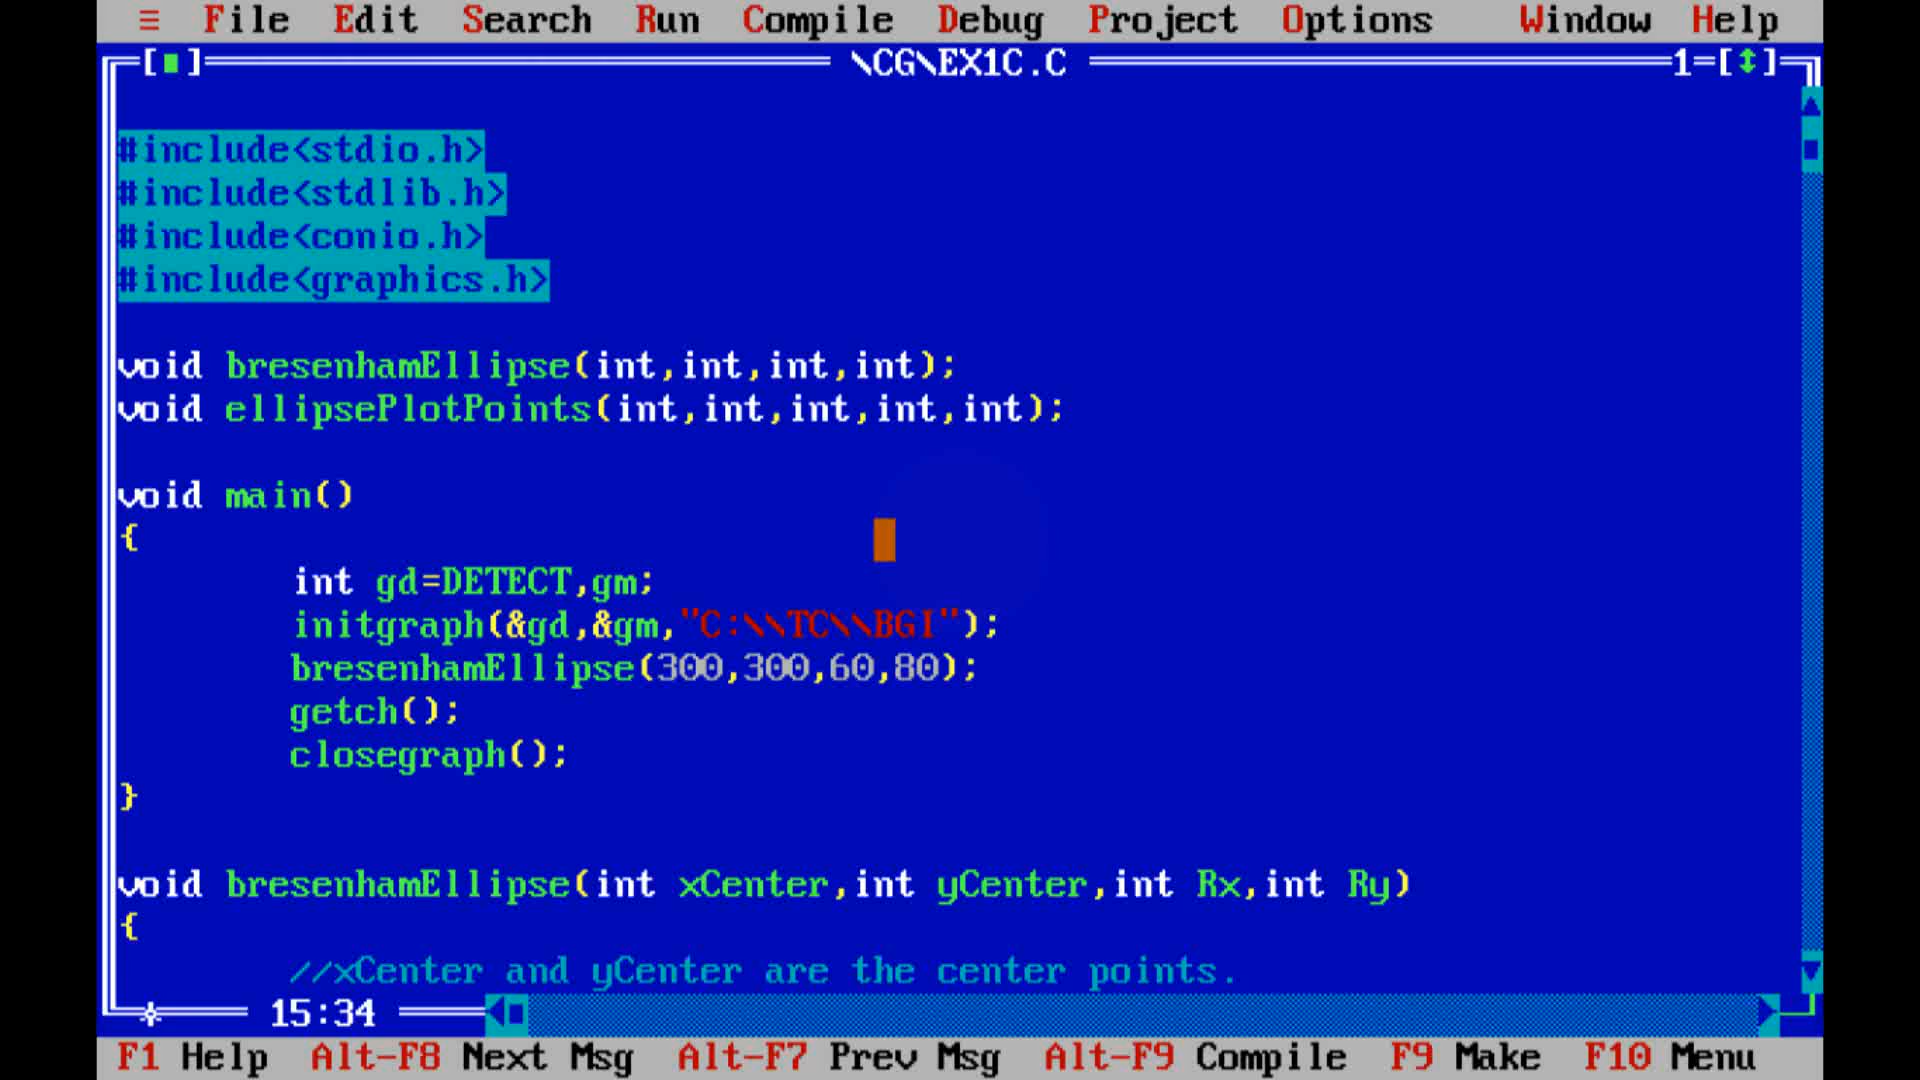 ≡ File Edit Search Run Compile Debug Project Options Window Help
[■] \CG\EX1C.C 1=[↕]
#include<stdio.h>
#include<stdlib.h>
#include<conio.h>
#include<graphics.h>
void bresenhamEllipse(int,int,int,int);
void ellipsePlotPoints(int,int,int,int,int);
void main()
{
int gd=DETECT,gm;
initgraph(&gd,&gm,"C:\\TC\\BGI");
bresenhamEllipse(300,300,60,80);
getch();
closegraph();
}
void bresenhamEllipse(int xCenter,int yCenter,int Rx,int Ry)
{
//xCenter and yCenter are the center points.
15:34
F1 Help Alt-F8 Next Msg Alt-F7 Prev Msg Alt-F9 Compile F9 Make F10 Menu